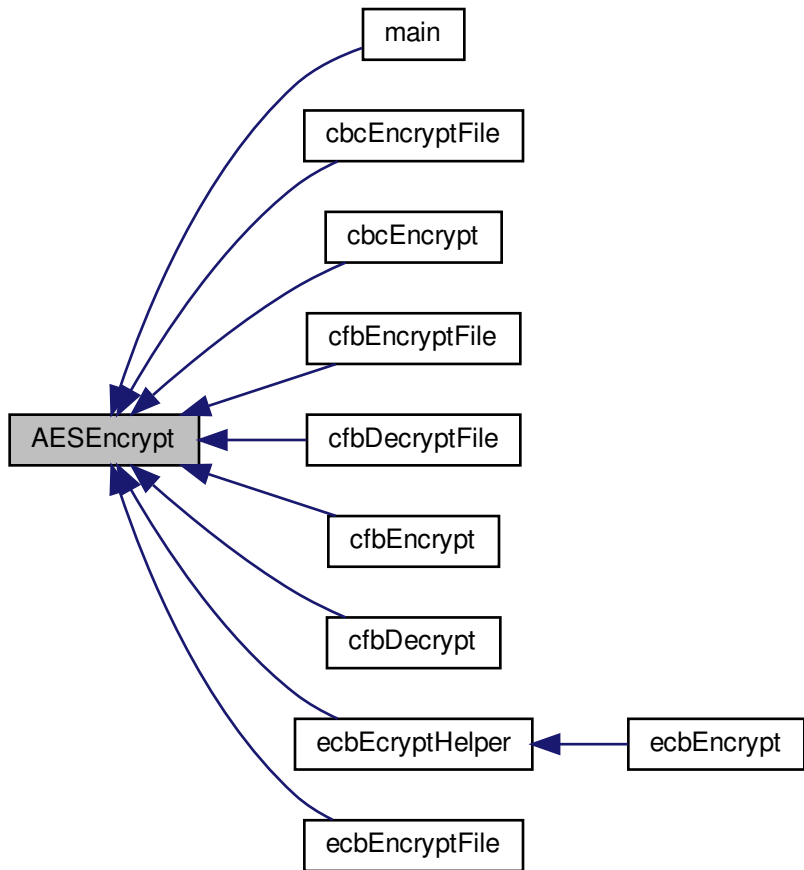 main
cbcEncryptFile
cbcEncrypt
cfbEncryptFile
AESEncrypt
cfbDecryptFile
cfbEncrypt
cfbDecrypt
ecbEcryptHelper
ecbEncrypt
ecbEncryptFile